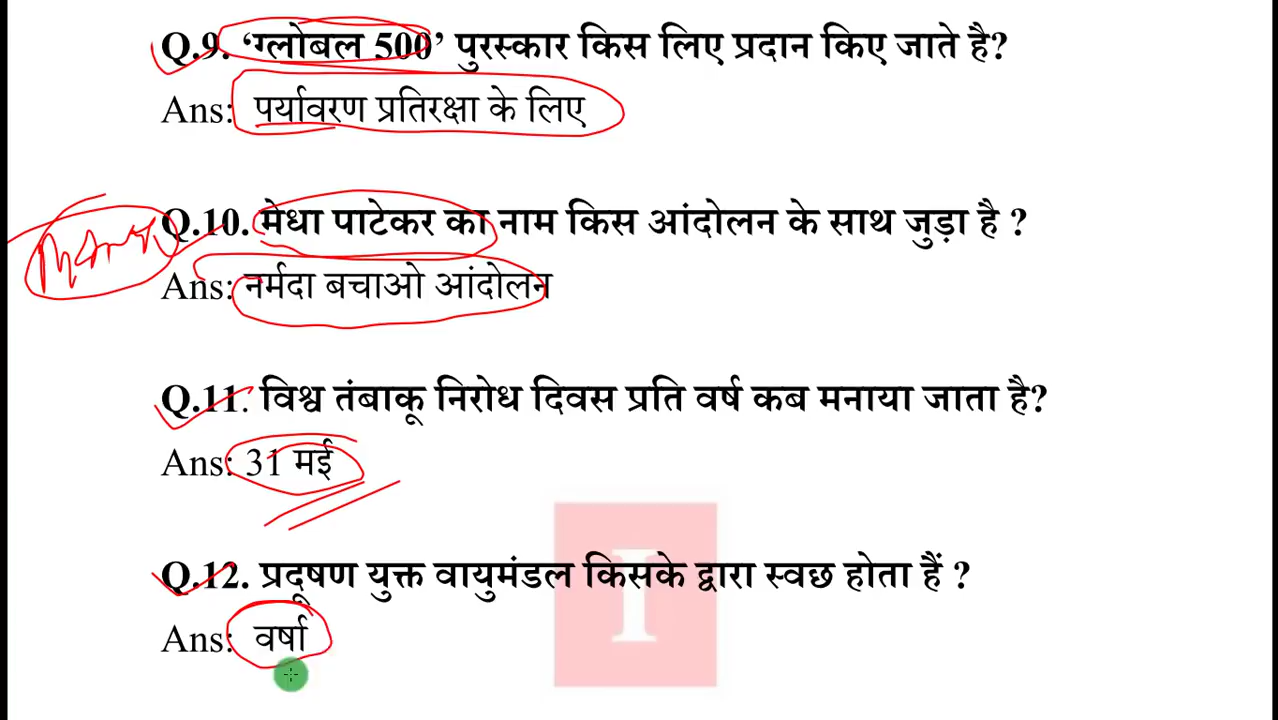 Q.9. ‘ग्लोबल 500’ पुरस्कार किस लिए प्रदान किए जाते है?
Ans: पर्यावरण प्रतिरक्षा के लिए
Q.10. मेधा पाटेकर का नाम किस आंदोलन के साथ जुड़ा है ?
Ans: नर्मदा बचाओ आंदोलन
Q.11. विश्व तंबाकू निरोध दिवस प्रति वर्ष कब मनाया जाता है?
Ans: 31 मई
Q.12. प्रदूषण युक्त वायुमंडल किसके द्वारा स्वछ होता हैं ?
I
Ans: वर्षा